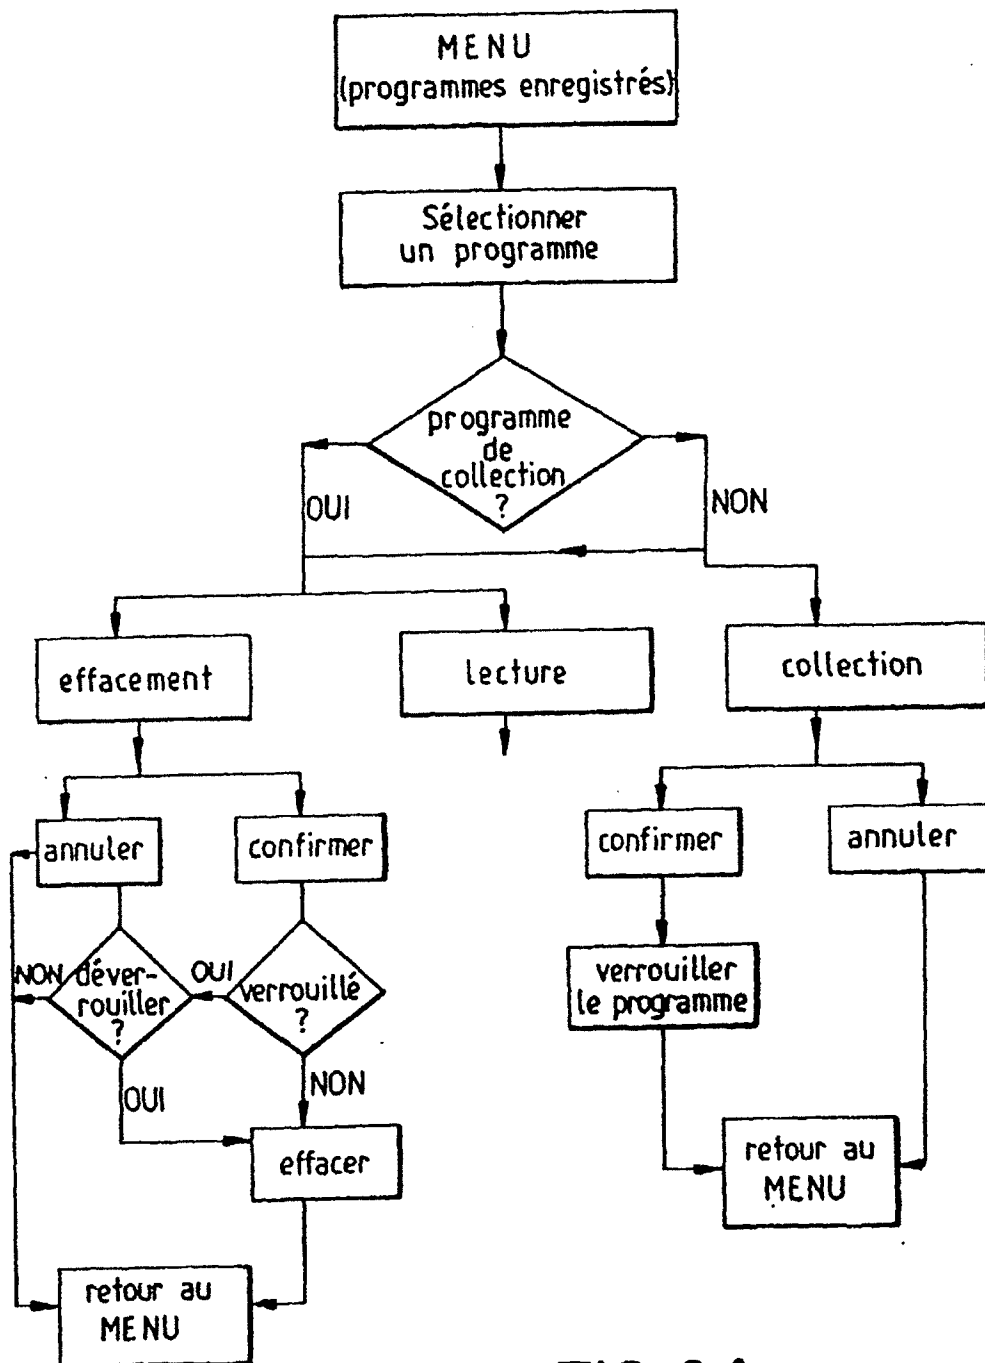 MENU
(programmes enregistrés)
Sélectionner
un programme
programme
de
collection
?
OUI
NON
effacement
lecture
collection
annuler
confirmer
confirmer
annuler
NON
déver-
rouiller
?
OUI
verrouillé
?
verrouiller
le programme
OUI
NON
effacer
retour au
MENU
retour au
MENU